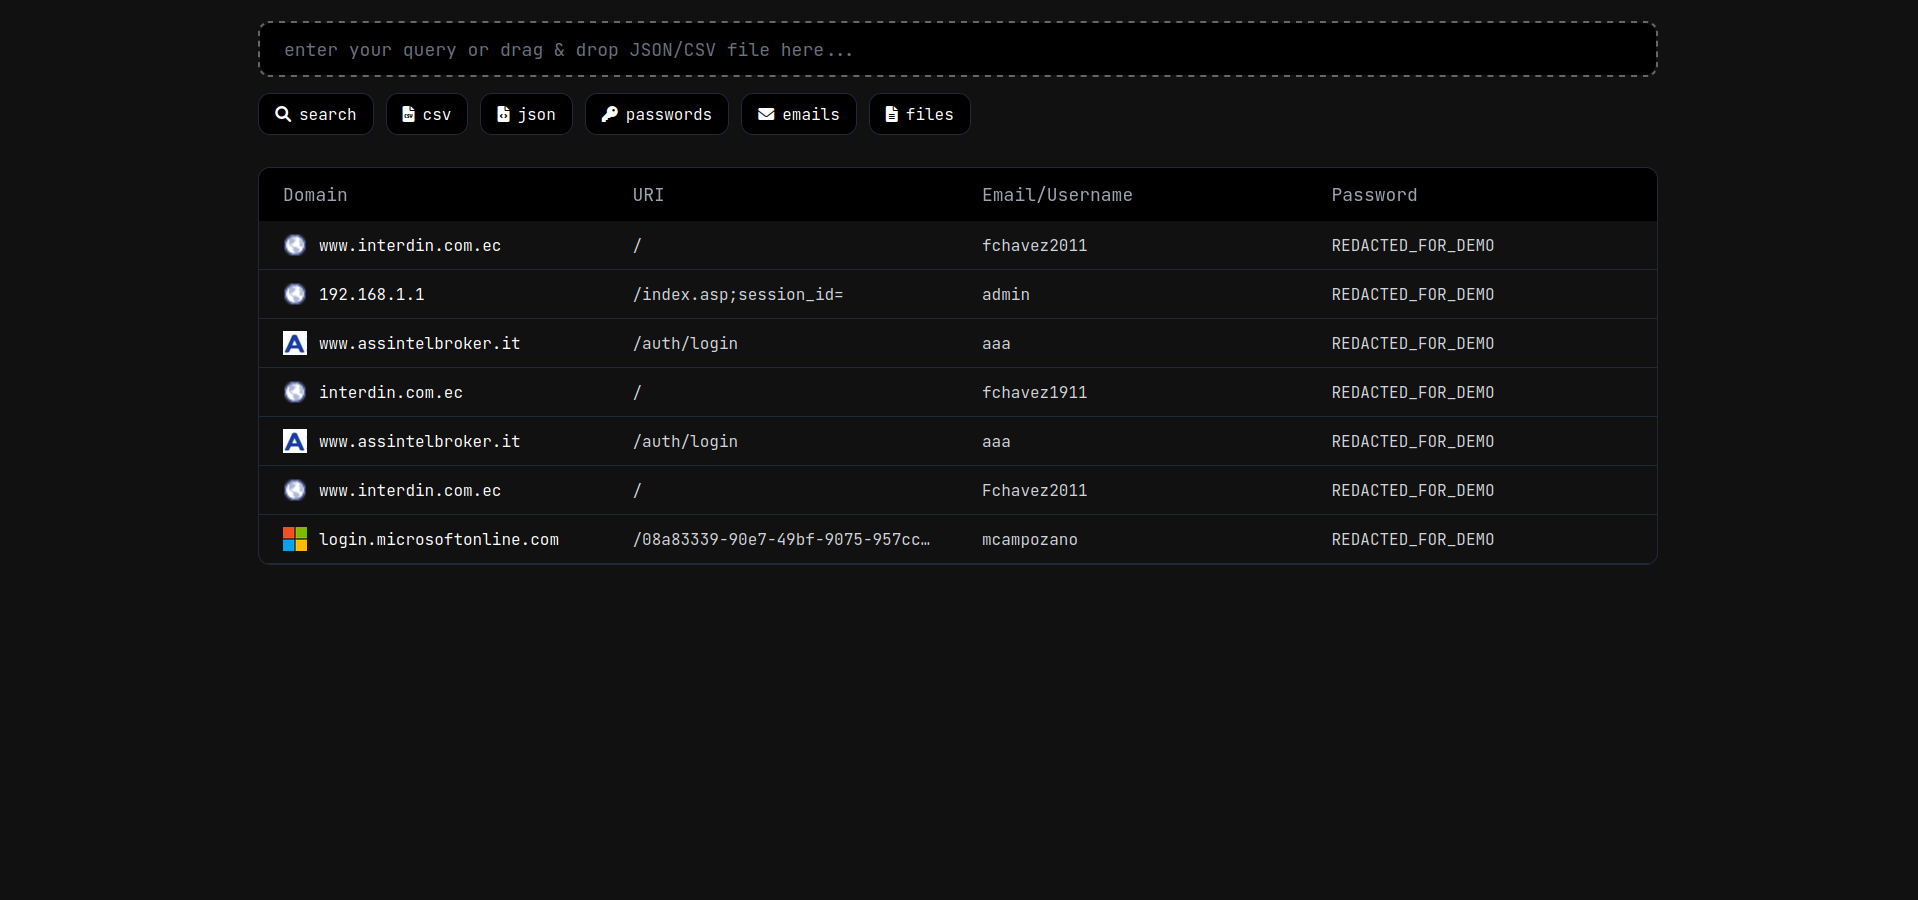 enter your query or drag & drop JSON/CSV file here...
search csv json passwords emails files
Domain URI Email/Username Password
www.interdin.com.ec / fchavez2011 REDACTED_FOR_DEMO
192.168.1.1 /index.asp;session_id= admin REDACTED_FOR_DEMO
www.assintelbroker.it /auth/login aaa REDACTED_FOR_DEMO
interdin.com.ec / fchavez1911 REDACTED_FOR_DEMO
www.assintelbroker.it /auth/login aaa REDACTED_FOR_DEMO
www.interdin.com.ec / Fchavez2011 REDACTED_FOR_DEMO
login.microsoftonline.com /08a83339-90e7-49bf-9075-957cc… mcampozano REDACTED_FOR_DEMO